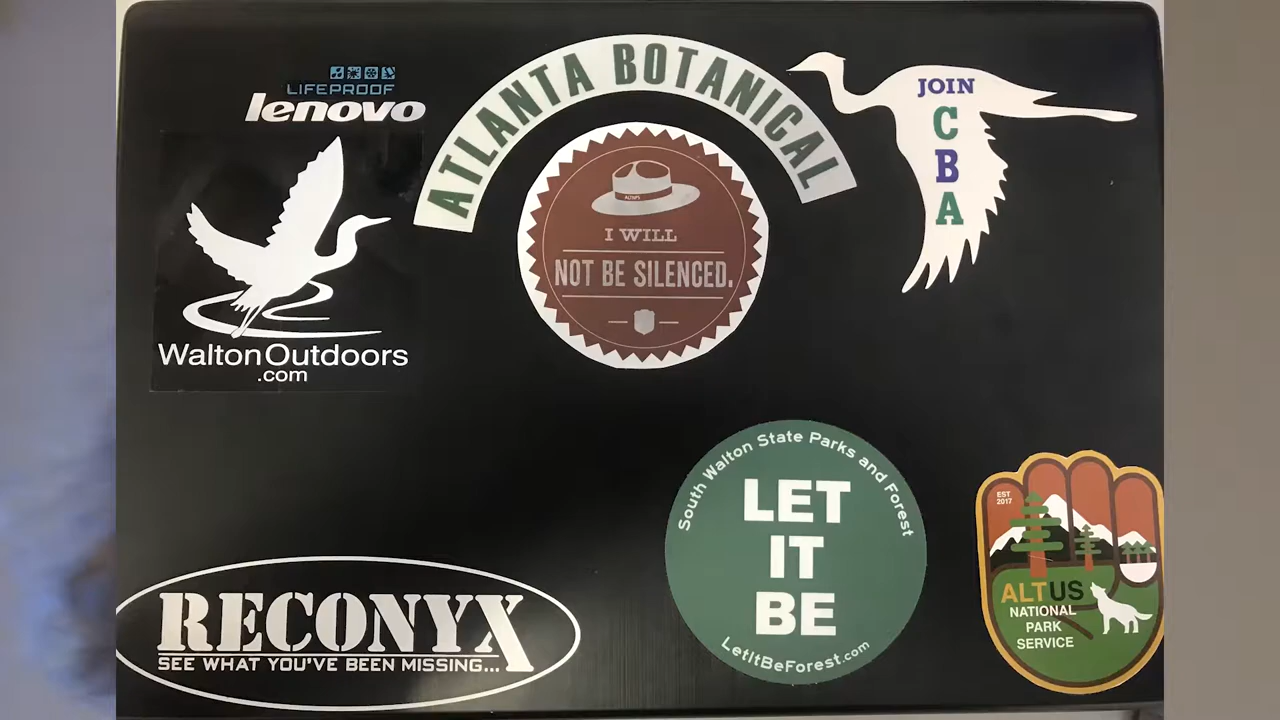 LIFEPROOF
lenovo
ATLANTA BOTANICAL
JOIN
C
B
A
I WILL
NOT BE SILENCED.
WaltonOutdoors
.com
South Walton State Parks and Forest
LET
IT
BE
LetItBeForest.com
EST
2017
ALTUS
NATIONAL
PARK
SERVICE
RECONYX
SEE WHAT YOU'VE BEEN MISSING...